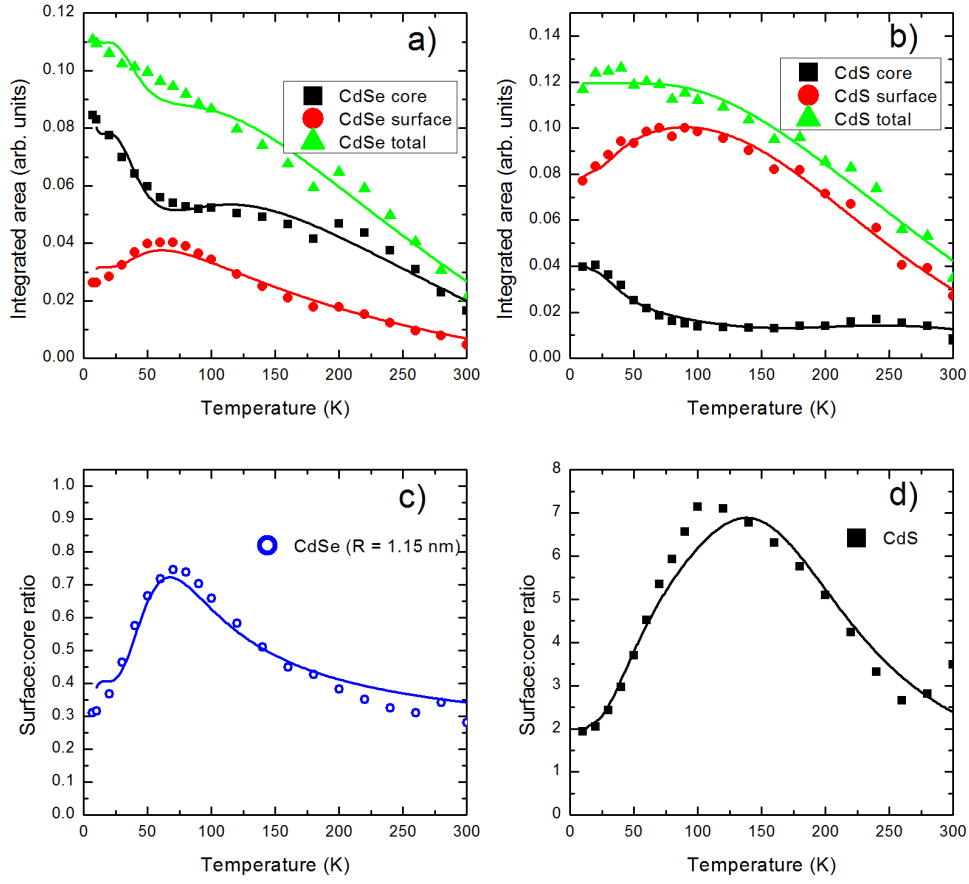 a)
0.12
0.10
0.08
0.06
0.04
0.02
0.00
Integrated area (arb. units)
CdSe core
CdSe surface
CdSe total
0 50 100 150 200 250 300
Temperature (K)
b)
0.14
0.12
0.10
0.08
0.06
0.04
0.02
0.00
Integrated area (arb. units)
CdS core
CdS surface
CdS total
0 50 100 150 200 250 300
Temperature (K)
c)
1.0
0.9
0.8
0.7
0.6
0.5
0.4
0.3
0.2
0.1
0.0
Surface:core ratio
CdSe (R = 1.15 nm)
0 50 100 150 200 250 300
Temperature (K)
d)
8
7
6
5
4
3
2
1
0
Surface:core ratio
CdS
0 50 100 150 200 250 300
Temperature (K)